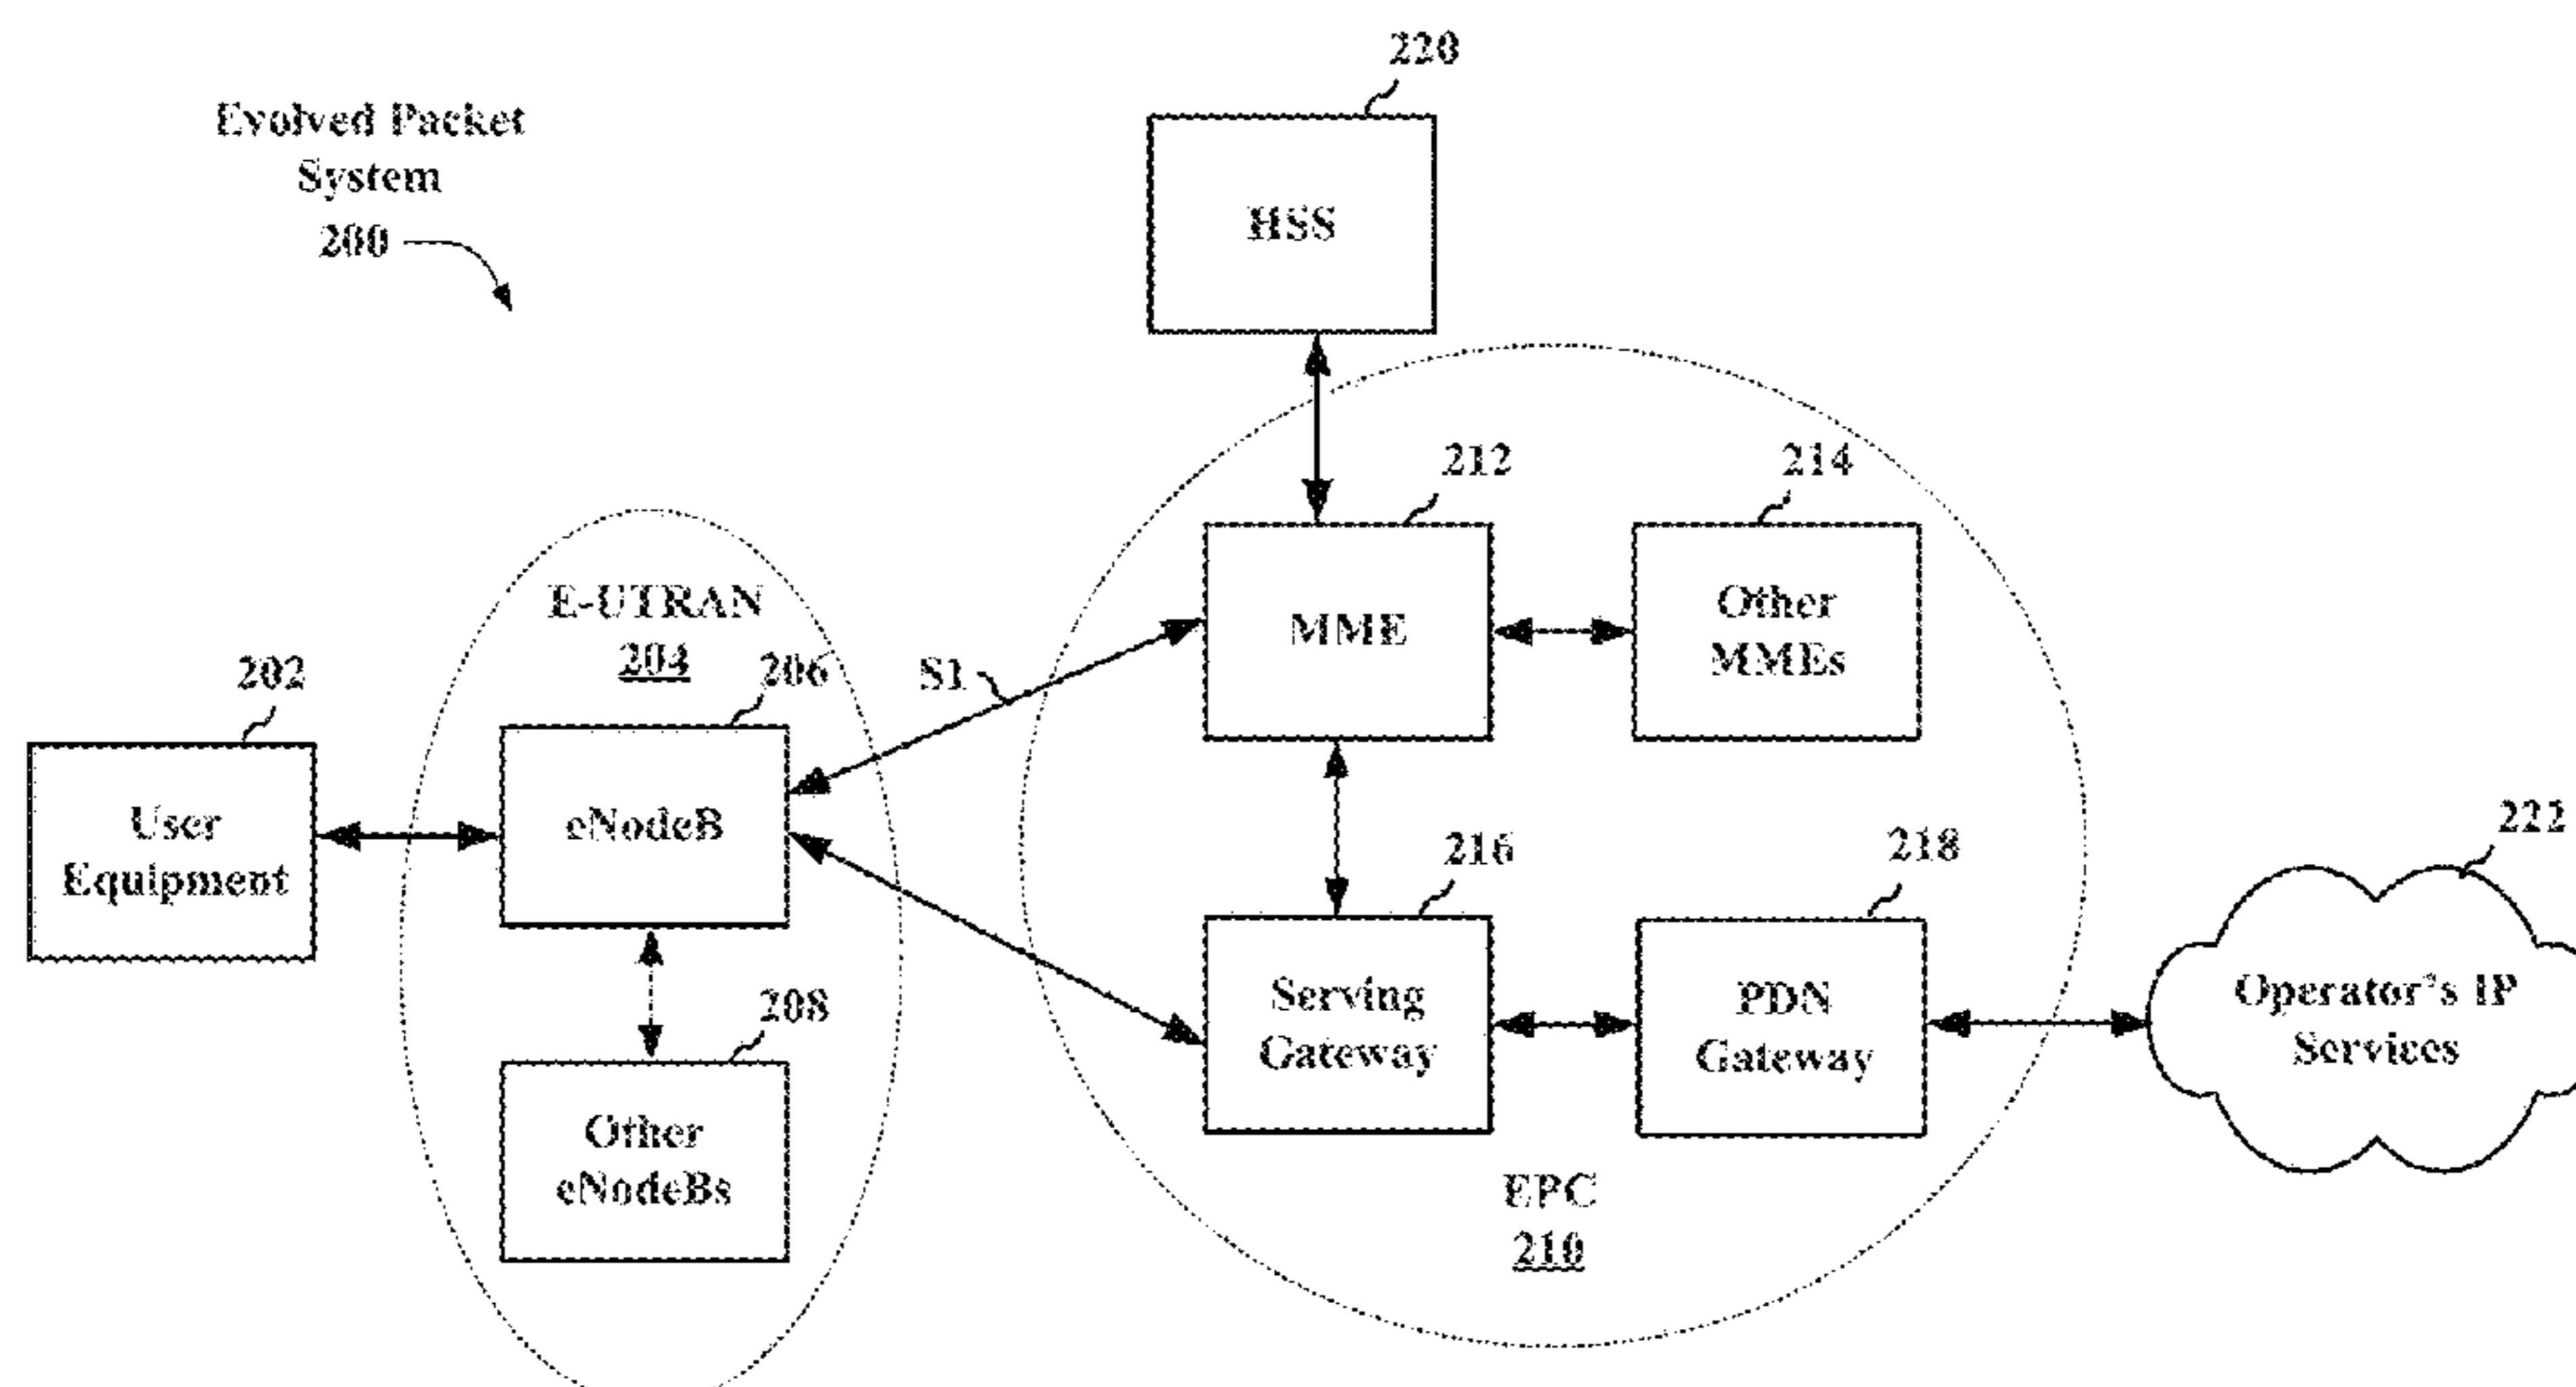 220
Evolved Packet
System
200
HSS
212
214
E-UTRAN
204
MME
Other
MMEs
202
206
S1
User
Equipment
eNodeB
216
218
222
208
Serving
Gateway
PDN
Gateway
Operator's IP
Services
Other
eNodeBs
EPC
210